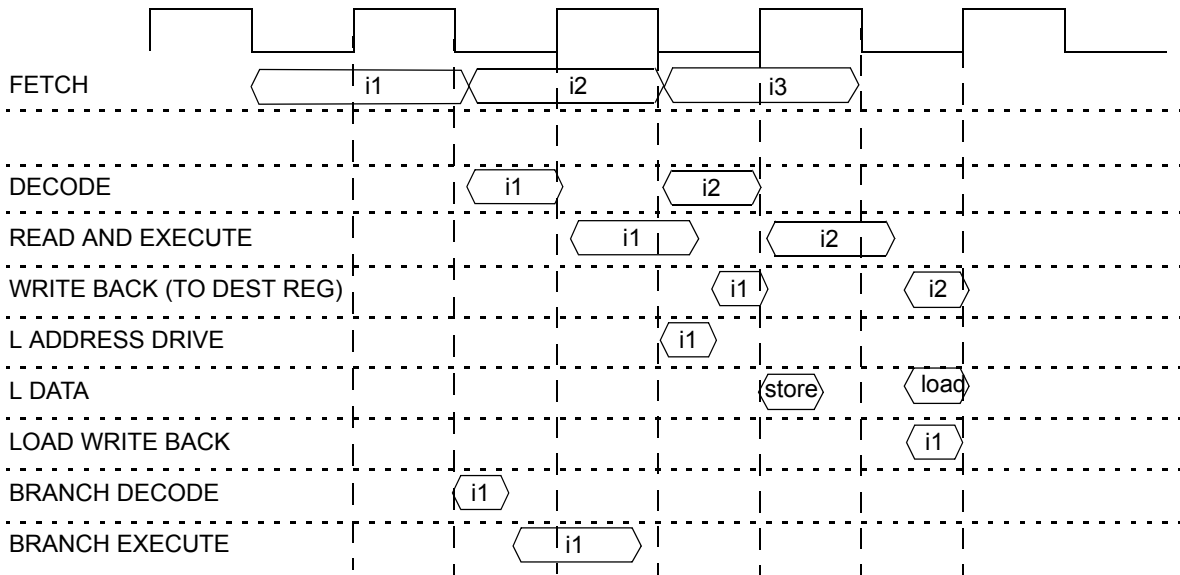 FETCH i1 i2 i3
DECODE i1 i2
READ AND EXECUTE i1 i2
WRITE BACK (TO DEST REG) i1 i2
L ADDRESS DRIVE i1
L DATA store load
LOAD WRITE BACK i1
BRANCH DECODE i1
BRANCH EXECUTE i1